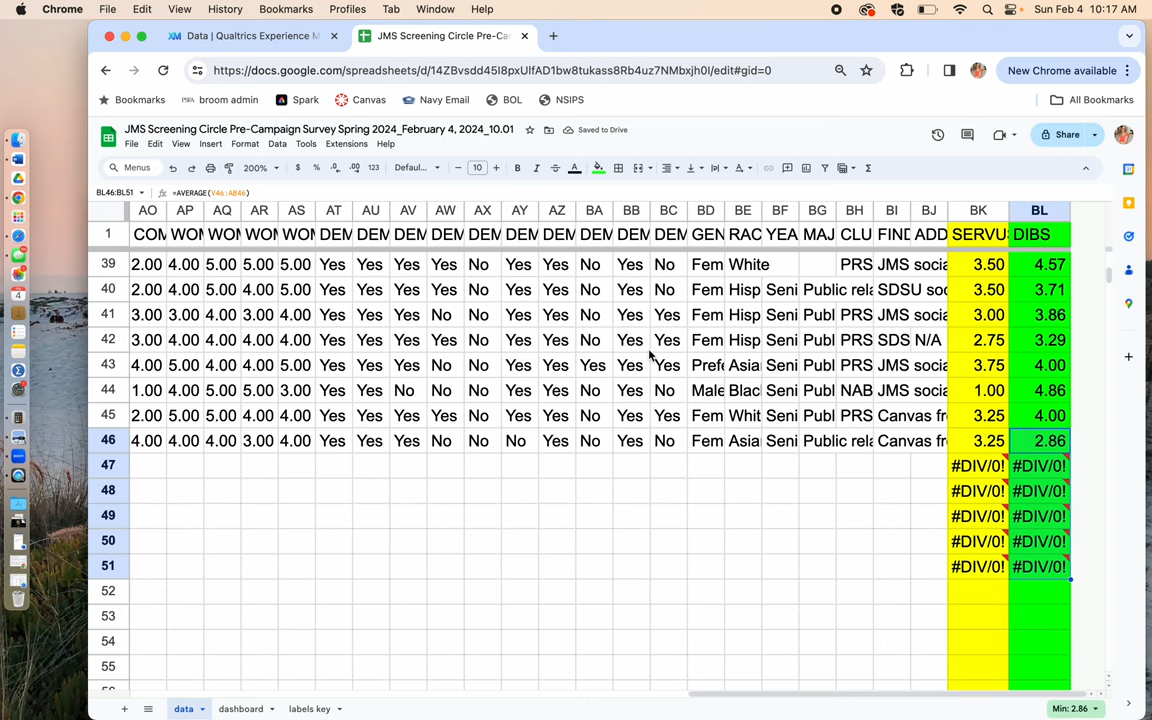 Chrome File Edit View History Bookmarks Profiles Tab Window Help Sun Feb 4 10:17 AM
Data | Qualtrics Experience M JMS Screening Circle Pre-Ca
https://docs.google.com/spreadsheets/d/14ZBvsdd45I8pxUlfAD1bw8tukass8Rb4uz7NMbxjh0I/edit#gid=0 New Chrome available
Bookmarks broom admin Spark Canvas Navy Email BOL NSIPS All Bookmarks
JMS Screening Circle Pre-Campaign Survey Spring 2024_February 4, 2024_10.01 Saved to Drive
File Edit View Insert Format Data Tools Extensions Help Share
Menus 200% $ % .0 .00 123 Defaul... 10 B I A
BL46:BL51 fx =AVERAGE(V46:AB46)
AO AP AQ AR AS AT AU AV AW AX AY AZ BA BB BC BD BE BF BG BH BI BJ BK BL
1 COM WOM WOM WOM WOM DEM DEM DEM DEM DEM DEM DEM DEM DEM DEM GEN RAC YEA MAJ CLU FIND ADD SERVU DIBS
39 2.00 4.00 5.00 5.00 5.00 Yes Yes Yes Yes No Yes Yes No Yes No Fem White PRS JMS socia 3.50 4.57
40 2.00 4.00 5.00 5.00 5.00 Yes Yes Yes Yes No Yes Yes No Yes No Fem Hisp Seni Public rela SDSU soc 3.50 3.71
41 3.00 3.00 4.00 3.00 4.00 Yes Yes Yes No No Yes Yes No Yes Yes Fem Hisp Seni Publ PRS JMS socia 3.00 3.86
42 3.00 4.00 4.00 4.00 4.00 Yes Yes Yes Yes No Yes Yes No Yes Yes Fem Hisp Seni Publ PRS SDS N/A 2.75 3.29
43 4.00 5.00 4.00 4.00 5.00 Yes Yes Yes No No Yes Yes Yes Yes Yes Prefe Asia Seni Publ PRS JMS socia 3.75 4.00
44 1.00 4.00 5.00 5.00 3.00 Yes Yes No No No Yes Yes No Yes No Male Blac Seni Publ NAB JMS socia 1.00 4.86
45 2.00 5.00 5.00 4.00 4.00 Yes Yes Yes Yes No Yes Yes No Yes Yes Fem Whit Seni Publ PRS Canvas fr 3.25 4.00
46 4.00 4.00 4.00 3.00 4.00 Yes Yes Yes No No No Yes No Yes No Fem Asia Seni Public rela Canvas fr 3.25 2.86
47 #DIV/0! #DIV/0!
48 #DIV/0! #DIV/0!
49 #DIV/0! #DIV/0!
50 #DIV/0! #DIV/0!
51 #DIV/0! #DIV/0!
52
53
54
55
data dashboard labels key Min: 2.86